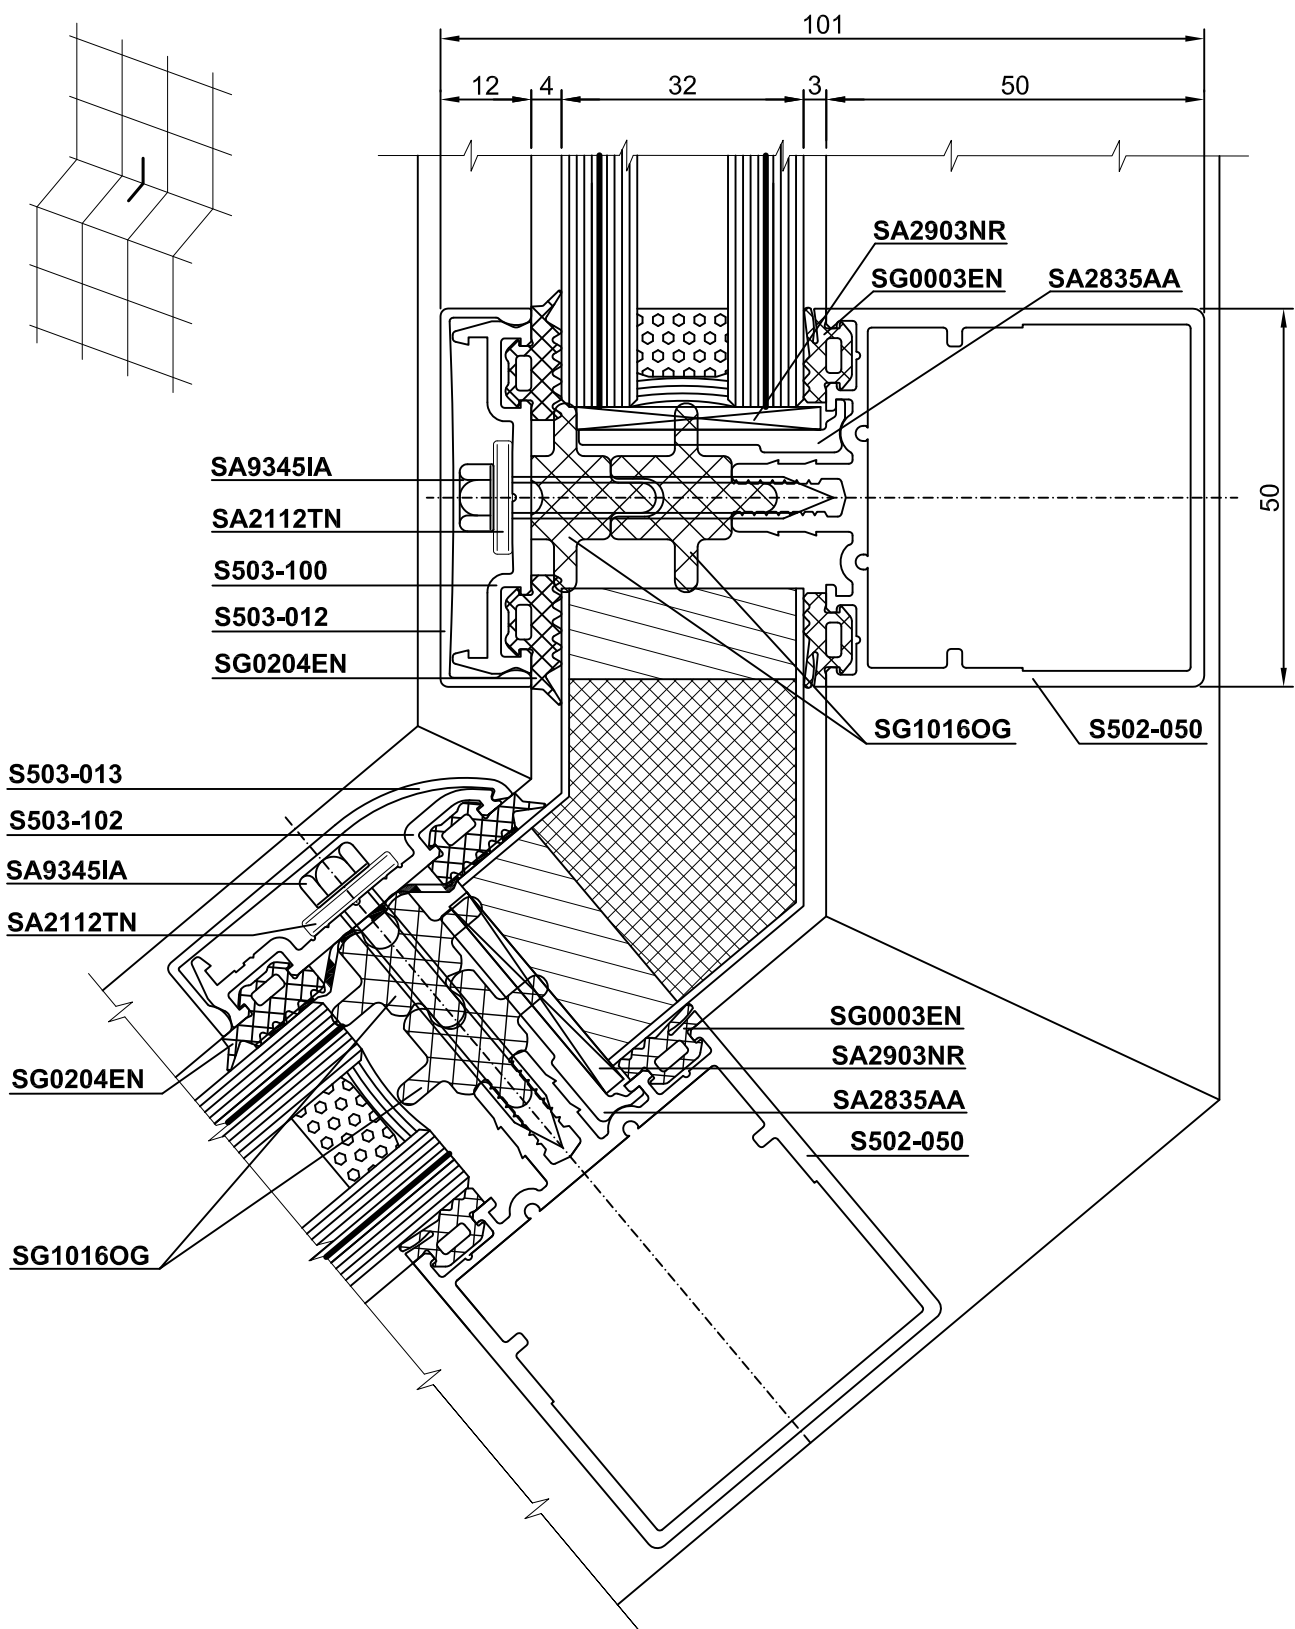 101
12 4 32 3 50
SA2903NR
SG0003EN SA2835AA
SA9345IA
SA2112TN
50
S503-100
S503-012
SG0204EN
SG1016OG S502-050
S503-013
S503-102
SA9345IA
SA2112TN
SG0003EN
SA2903NR
SG0204EN
SA2835AA
S502-050
SG1016OG